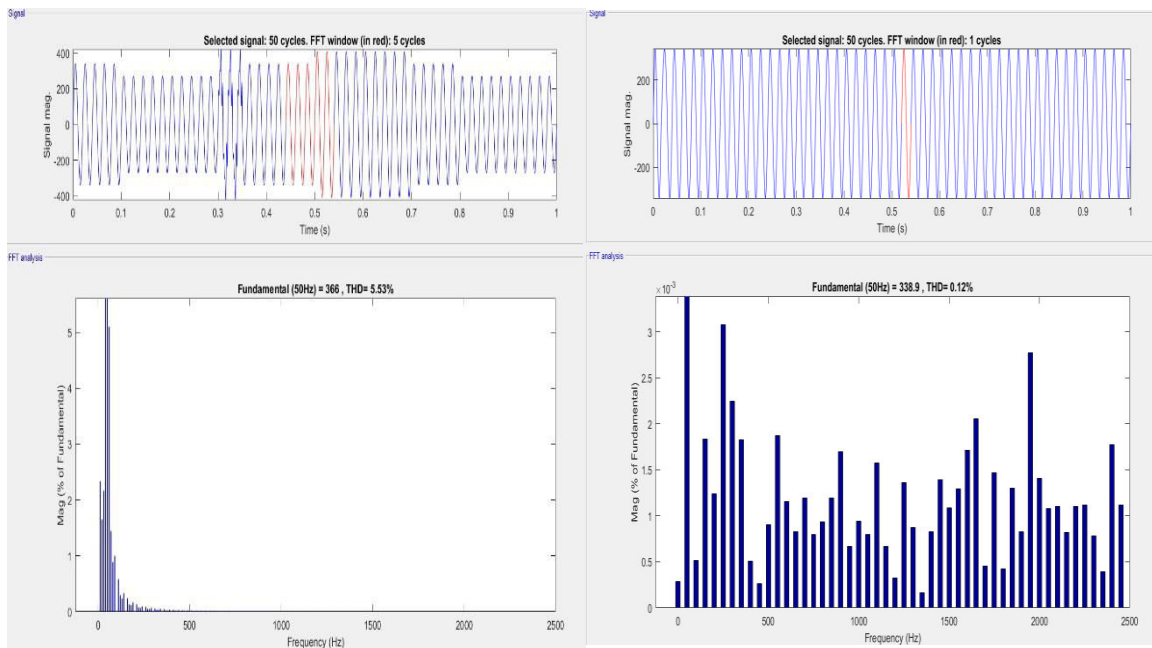 Signal
Selected signal: 50 cycles. FFT window (in red): 5 cycles
400
200
0
-200
-400
Signal mag.
0 0.1 0.2 0.3 0.4 0.5 0.6 0.7 0.8 0.9 1
Time (s)
FFT analysis
Fundamental (50Hz) = 366 , THD= 5.53%
5
4
3
2
1
0
Mag (% of Fundamental)
0 500 1000 1500 2000 2500
Frequency (Hz)
Signal
Selected signal: 50 cycles. FFT window (in red): 1 cycles
200
0
-200
Signal mag.
0 0.1 0.2 0.3 0.4 0.5 0.6 0.7 0.8 0.9 1
Time (s)
FFT analysis
×10-3
Fundamental (50Hz) = 338.9 , THD= 0.12%
3
2.5
2
1.5
1
0.5
0
Mag (% of Fundamental)
0 500 1000 1500 2000 2500
Frequency (Hz)